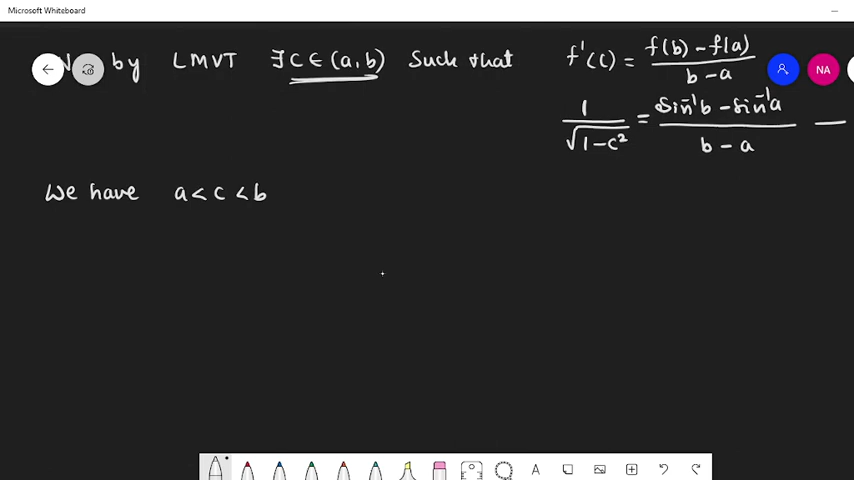 Microsoft Whiteboard
by LMVT ∃ c ∈ (a, b) Such that f'(c) = f(b) - f(a) / b - a
NA
1 / √1-c² = sin⁻¹b - sin⁻¹a / b - a —
We have a < c < b
A